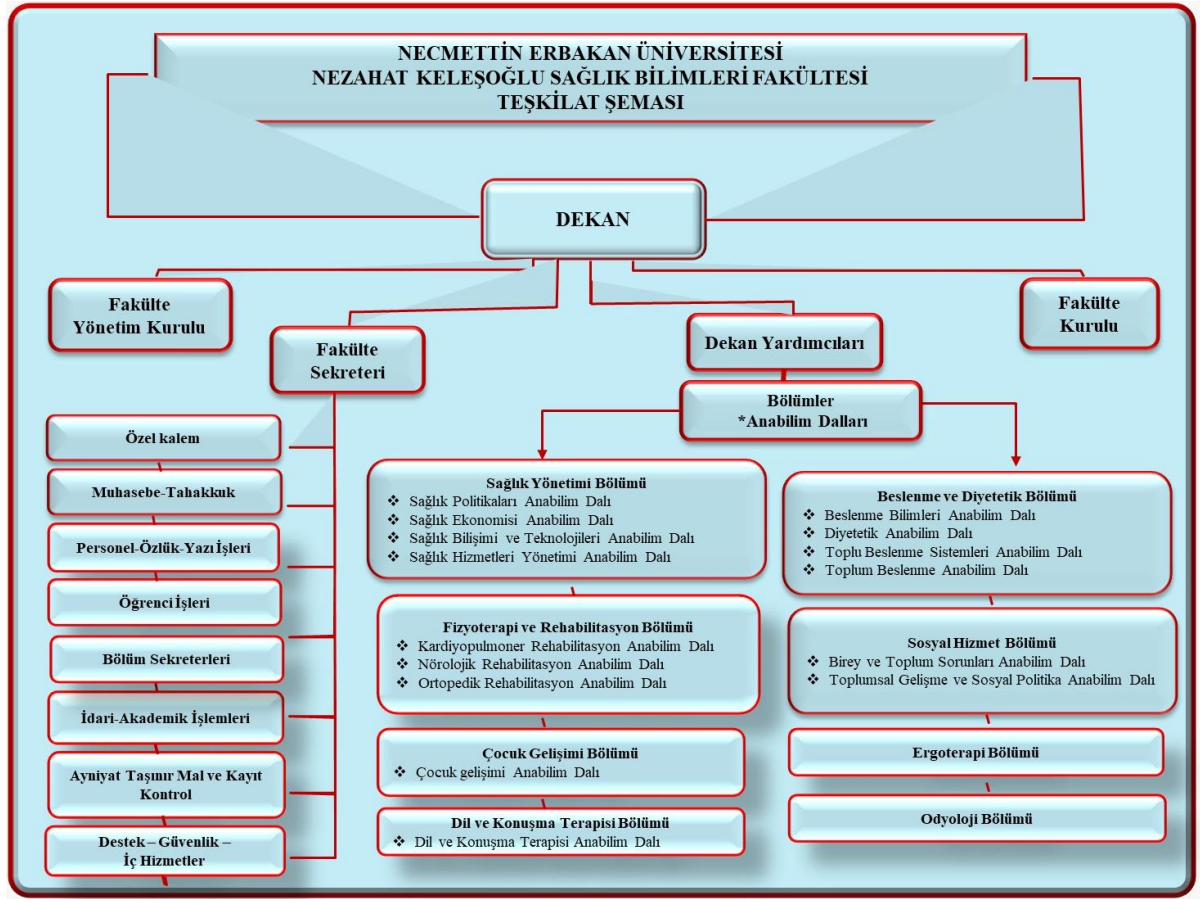 NECMETTİN ERBAKAN ÜNİVERSİTESİ
NEZAHAT KELEŞOĞLU SAĞLIK BİLİMLERİ FAKÜLTESİ
TEŞKİLAT ŞEMASI
DEKAN
Fakülte
Yönetim Kurulu
Fakülte
Sekreteri
Dekan Yardımcıları
Fakülte
Kurulu
Bölümler
*Anabilim Dalları
Özel kalem
Muhasebe-Tahakkuk
Personel-Özlük-Yazı İşleri
Öğrenci İşleri
Bölüm Sekreterleri
İdari-Akademik İşlemleri
Ayniyat Taşınır Mal ve Kayıt
Kontrol
Destek – Güvenlik –
İç Hizmetler
Sağlık Yönetimi Bölümü
❖ Sağlık Politikaları Anabilim Dalı
❖ Sağlık Ekonomisi Anabilim Dalı
❖ Sağlık Bilişimi ve Teknolojileri Anabilim Dalı
❖ Sağlık Hizmetleri Yönetimi Anabilim Dalı
Fizyoterapi ve Rehabilitasyon Bölümü
❖ Kardiyopulmoner Rehabilitasyon Anabilim Dalı
❖ Nörolojik Rehabilitasyon Anabilim Dalı
❖ Ortopedik Rehabilitasyon Anabilim Dalı
Çocuk Gelişimi Bölümü
❖ Çocuk gelişimi Anabilim Dalı
Dil ve Konuşma Terapisi Bölümü
❖ Dil ve Konuşma Terapisi Anabilim Dalı
Beslenme ve Diyetetik Bölümü
❖ Beslenme Bilimleri Anabilim Dalı
❖ Diyetetik Anabilim Dalı
❖ Toplu Beslenme Sistemleri Anabilim Dalı
❖ Toplum Beslenme Anabilim Dalı
Sosyal Hizmet Bölümü
❖ Birey ve Toplum Sorunları Anabilim Dalı
❖ Toplumsal Gelişme ve Sosyal Politika Anabilim Dalı
Ergoterapi Bölümü
Odyoloji Bölümü